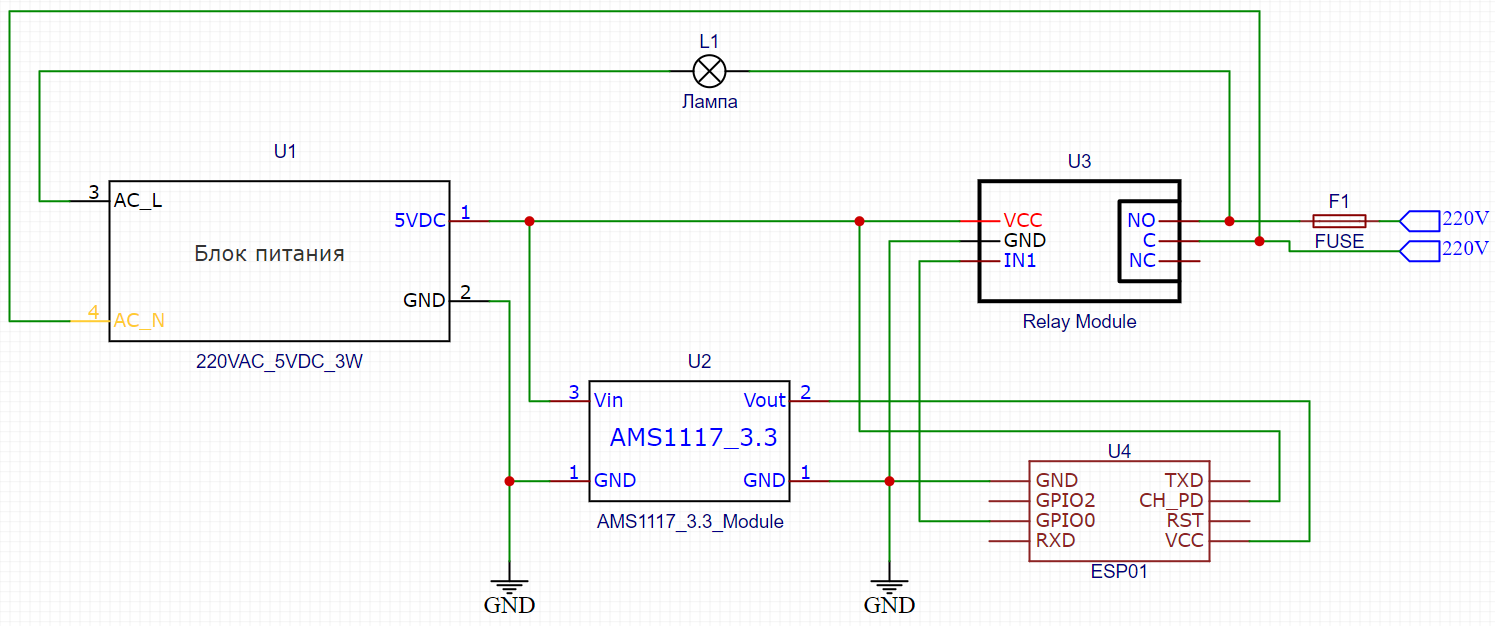 L1
Лампа
U1
3
AC_L
5VDC
1
Блок питания
GND
2
4
AC_N
220VAC_5VDC_3W
U3
VCC
GND
IN1
NO
C
NC
Relay Module
F1
FUSE
220V
220V
U2
3
Vin
Vout
2
AMS1117_3.3
1
GND
GND
1
AMS1117_3.3_Module
U4
GND
TXD
GPIO2
CH_PD
GPIO0
RST
RXD
VCC
ESP01
GND
GND